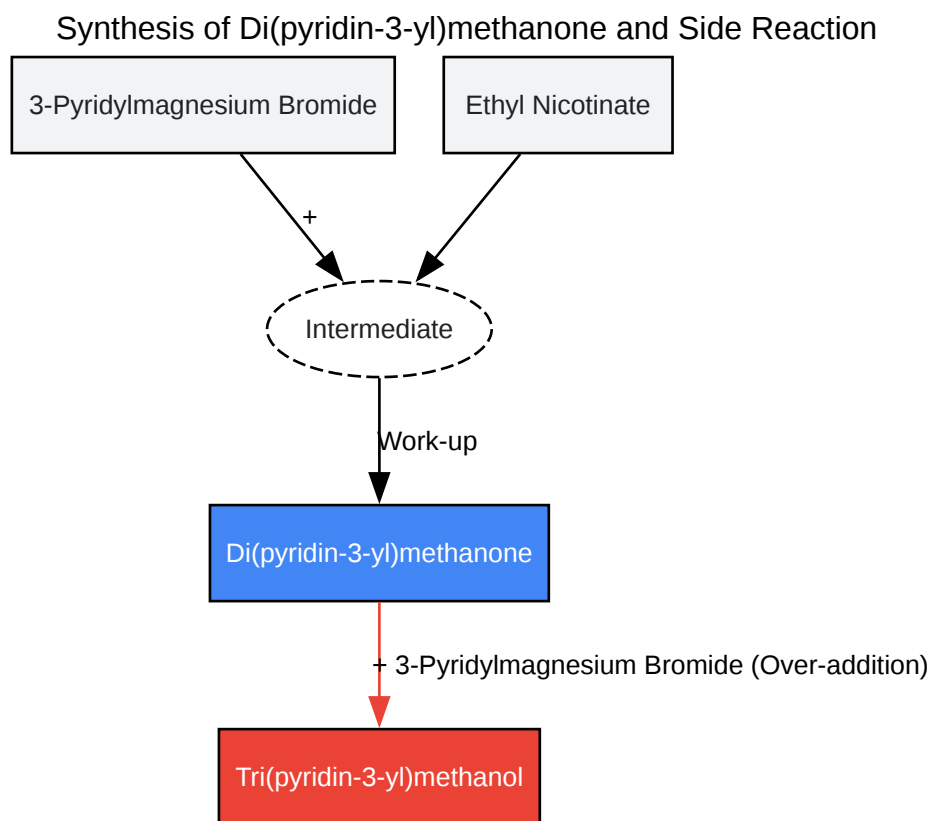 Synthesis of Di(pyridin-3-yl)methanone and Side Reaction
3-Pyridylmagnesium Bromide
Ethyl Nicotinate
+
Intermediate
Work-up
Di(pyridin-3-yl)methanone
+ 3-Pyridylmagnesium Bromide (Over-addition)
Tri(pyridin-3-yl)methanol